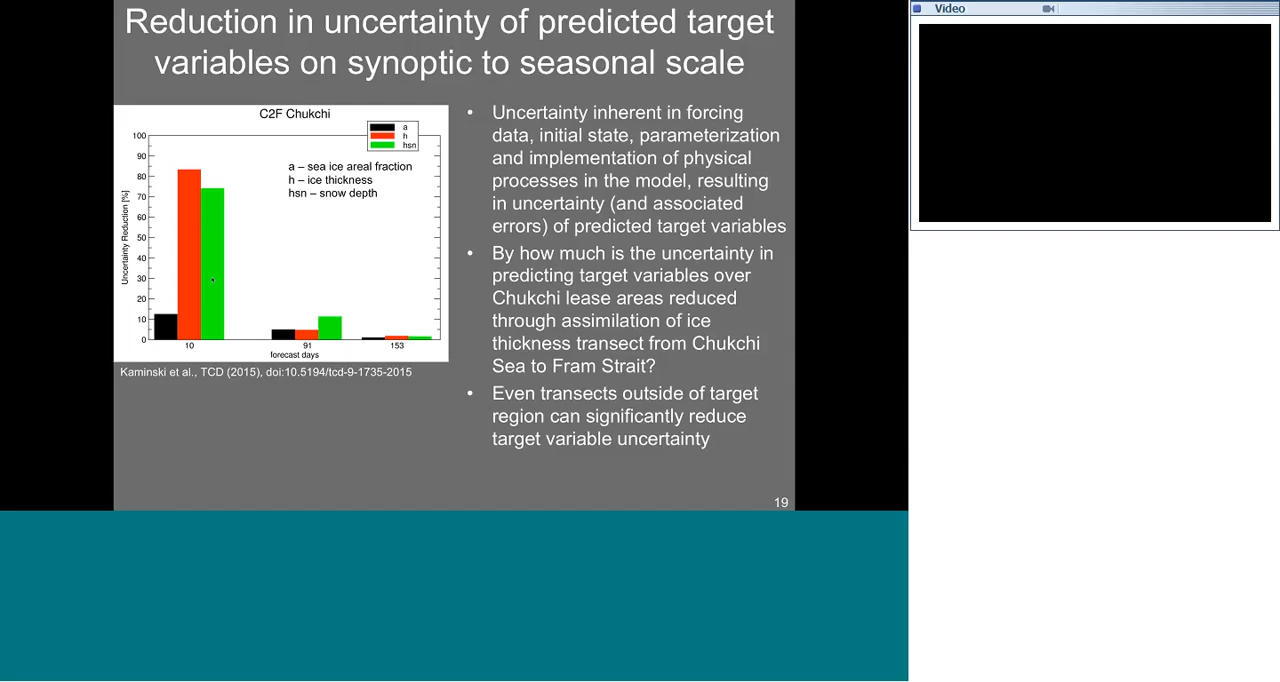 Reduction in uncertainty of predicted target
variables on synoptic to seasonal scale
Video
C2F Chukchi
a
h
hsn
a – sea ice areal fraction
h – ice thickness
hsn – snow depth
Uncertainty Reduction [%]
100
90
80
70
60
50
40
30
20
10
0
10
91
153
forecast days
Kaminski et al., TCD (2015), doi:10.5194/tcd-9-1735-2015
• Uncertainty inherent in forcing
data, initial state, parameterization
and implementation of physical
processes in the model, resulting
in uncertainty (and associated
errors) of predicted target variables
• By how much is the uncertainty in
predicting target variables over
Chukchi lease areas reduced
through assimilation of ice
thickness transect from Chukchi
Sea to Fram Strait?
• Even transects outside of target
region can significantly reduce
target variable uncertainty
19